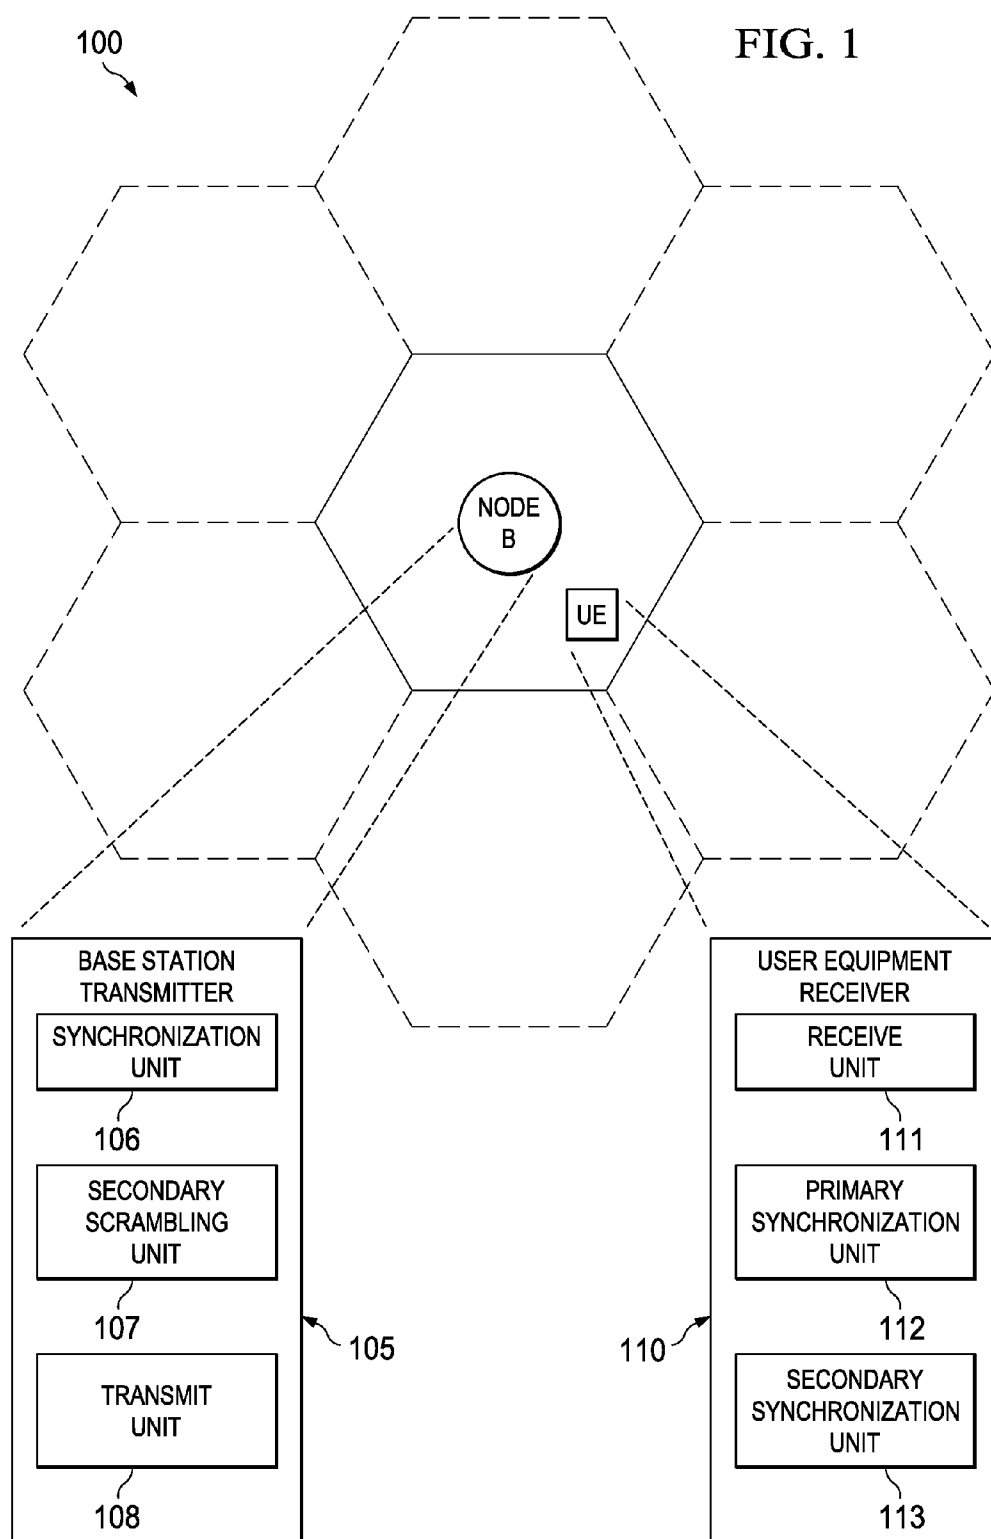 100
FIG. 1
NODE
B
UE
BASE STATION
TRANSMITTER
SYNCHRONIZATION
UNIT
106
SECONDARY
SCRAMBLING
UNIT
107
TRANSMIT
UNIT
108
105
USER EQUIPMENT
RECEIVER
RECEIVE
UNIT
111
PRIMARY
SYNCHRONIZATION
UNIT
112
SECONDARY
SYNCHRONIZATION
UNIT
113
110